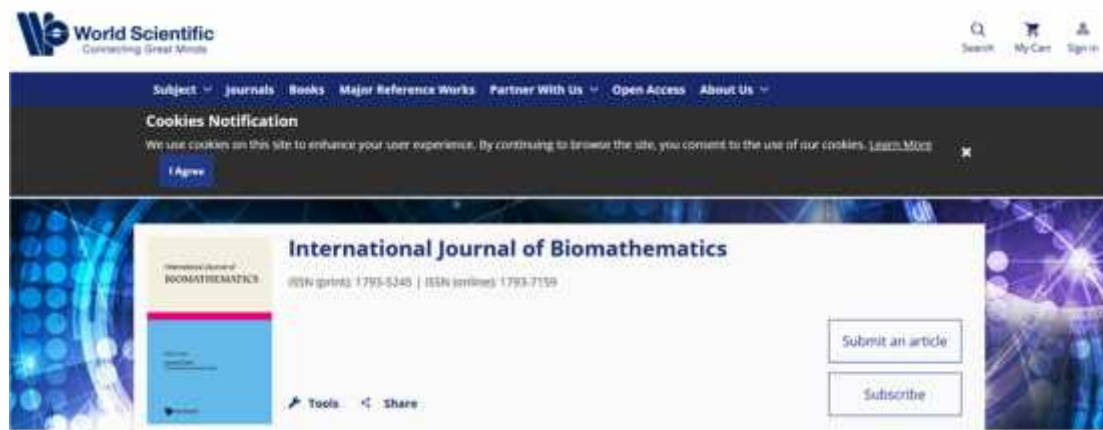 World Scientific
Connecting Great Minds
Search My Cart Sign in
Subject Journals Books Major Reference Works Partner With Us Open Access About Us
Cookies Notification
We use cookies on this site to enhance your user experience. By continuing to browse the site, you consent to the use of our cookies. Learn More
I Agree
International Journal of Biomathematics
ISSN (print): 1793-5245 | ISSN (online): 1793-7159
International Journal of
BIOMATHEMATICS
Submit an article
Subscribe
Tools Share